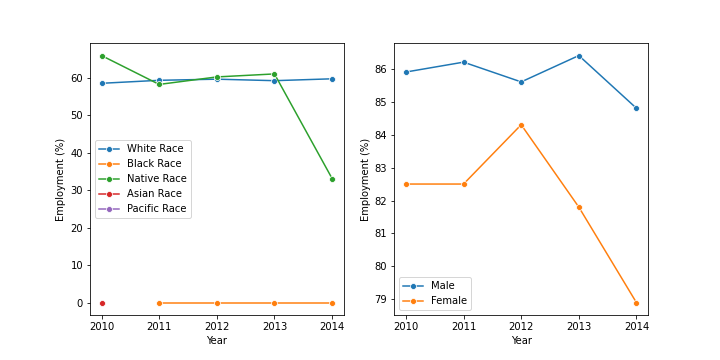 60
50
40
30
20
10
0
Employment (%)
2010
2011
2012
2013
2014
Year
White Race
Black Race
Native Race
Asian Race
Pacific Race
86
85
84
83
82
81
80
79
Employment (%)
2010
2011
2012
2013
2014
Year
Male
Female